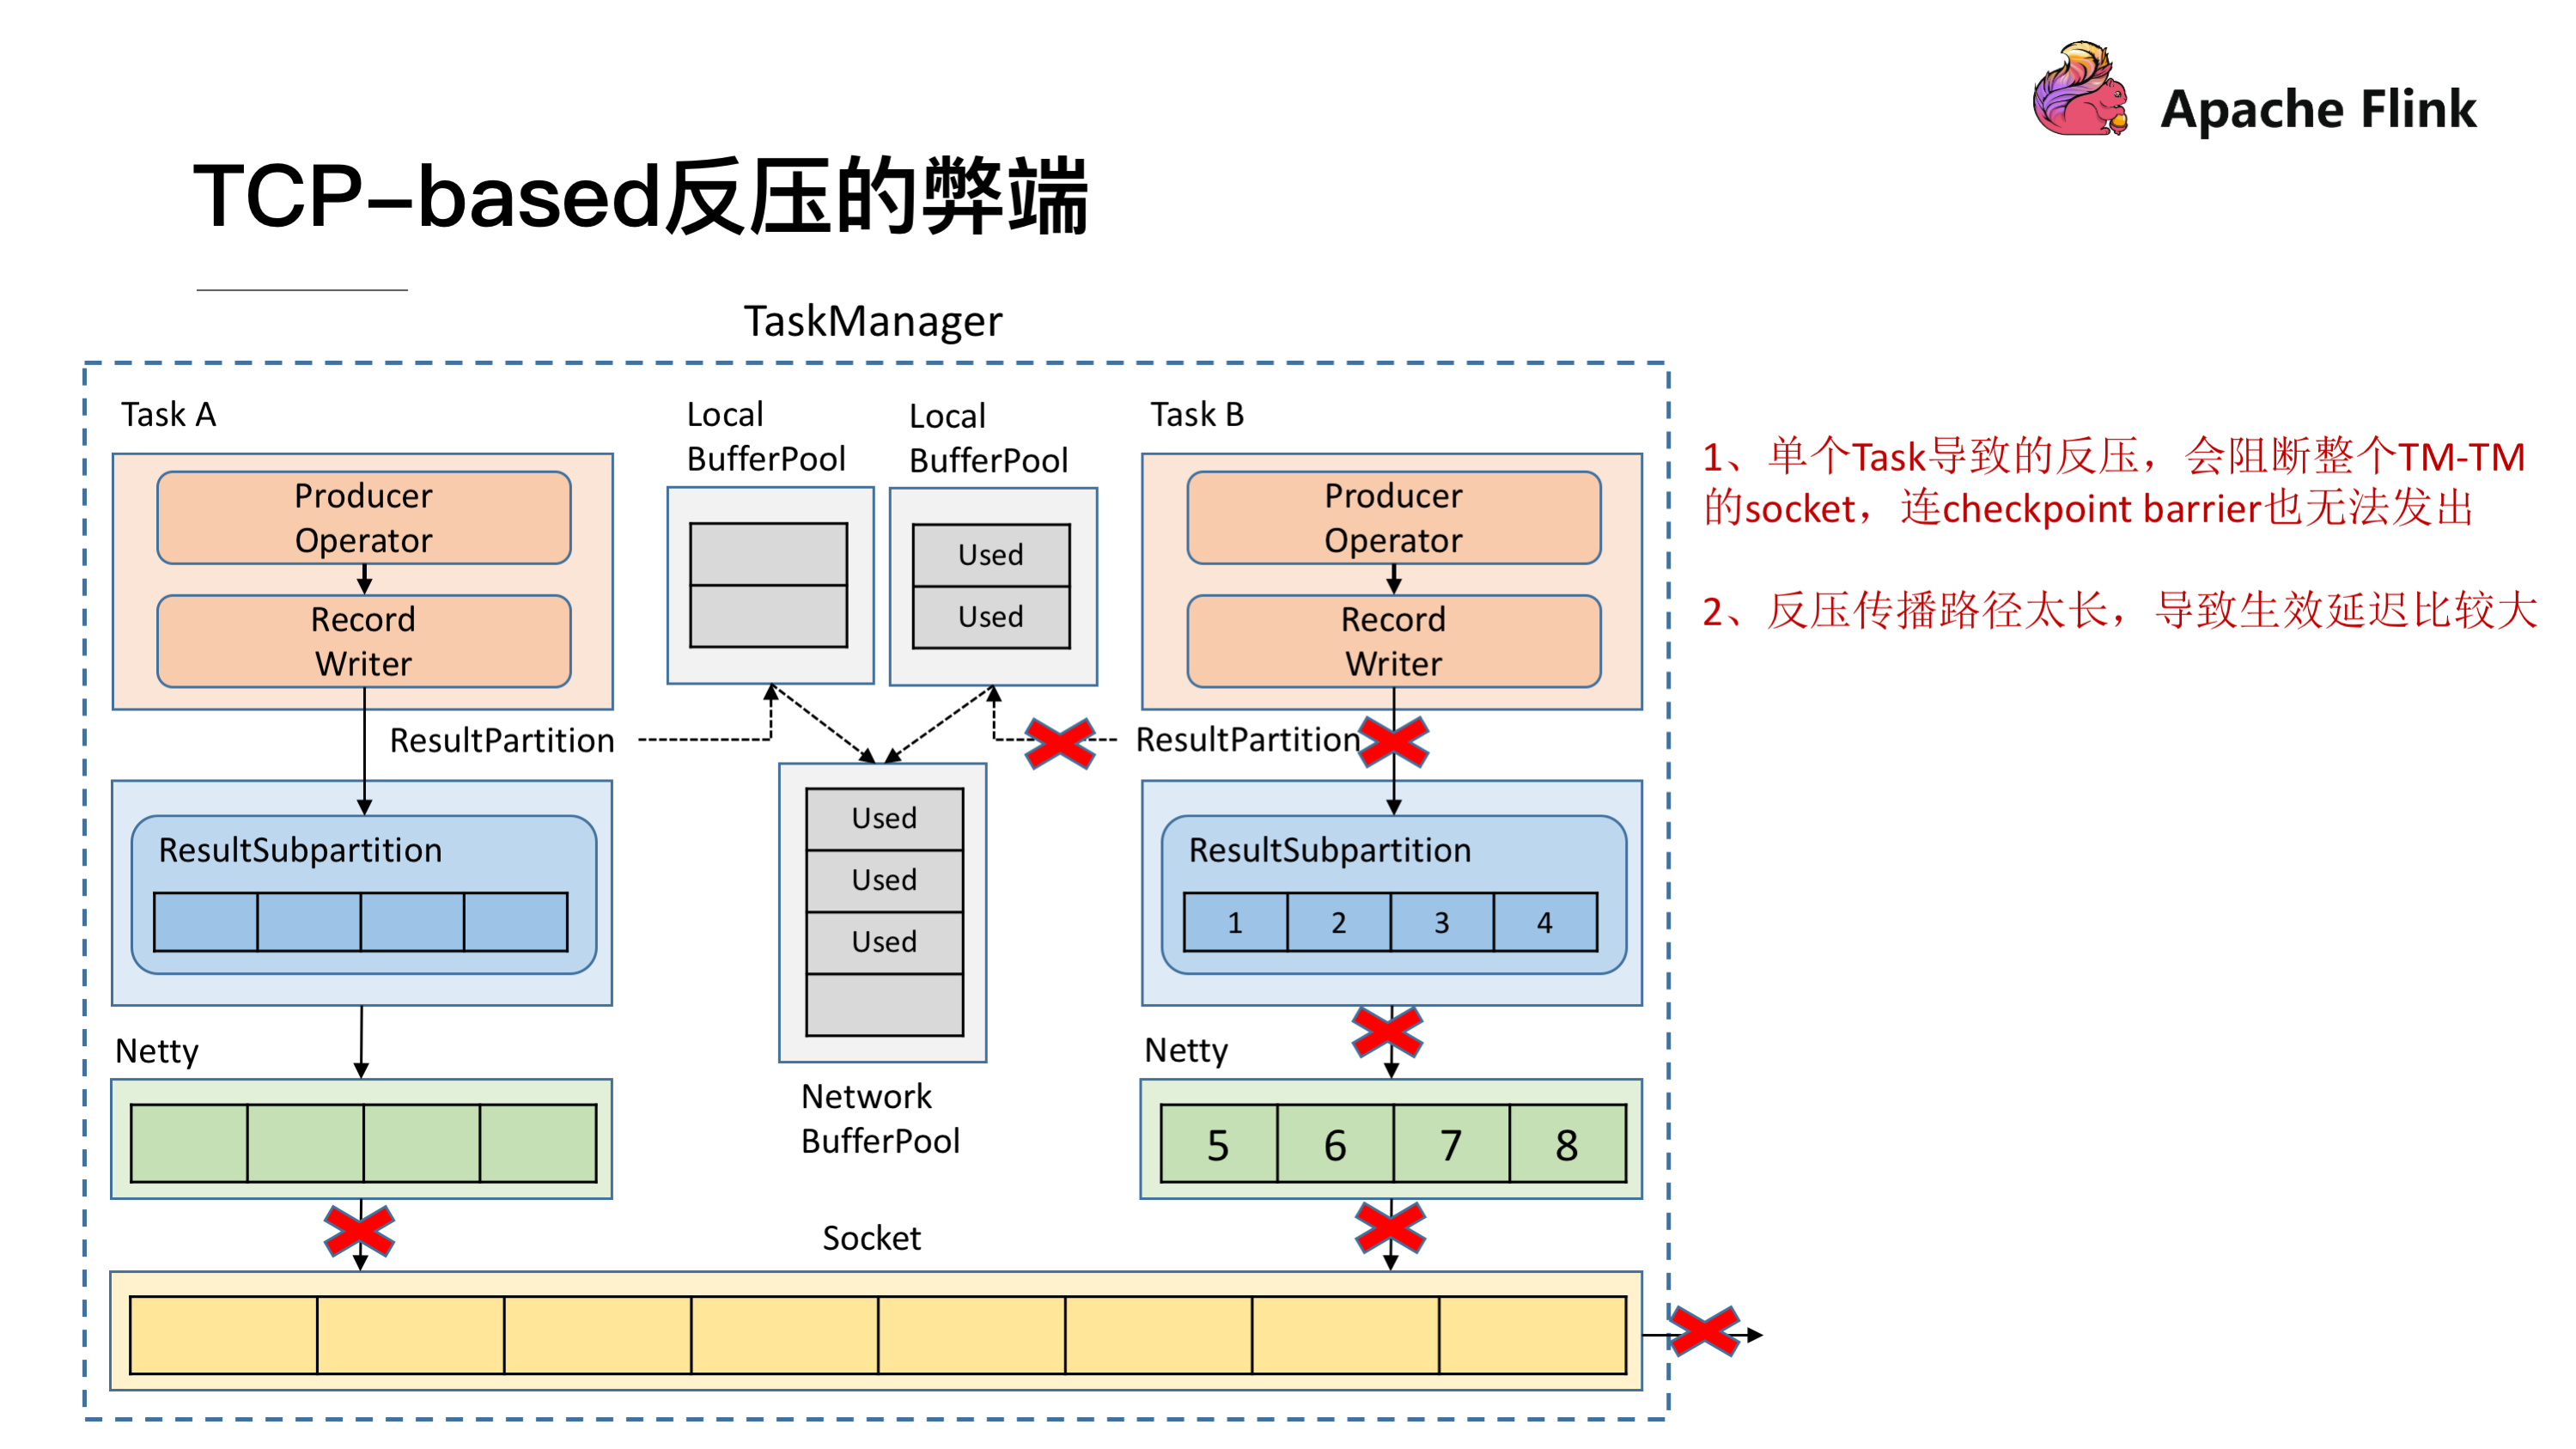 Apache Flink
TCP-based反压的弊端
TaskManager
Task A
Producer
Operator
Record
Writer
ResultPartition
ResultSubpartition
Netty
Local
BufferPool
Local
BufferPool
Used
Used
Used
Used
Used
Network
BufferPool
Task B
Producer
Operator
Record
Writer
ResultPartition
ResultSubpartition
1 2 3 4
Netty
5 6 7 8
Socket
1、单个Task导致的反压，会阻断整个TM-TM
的socket，连checkpoint barrier也无法发出
2、反压传播路径太长，导致生效延迟比较大